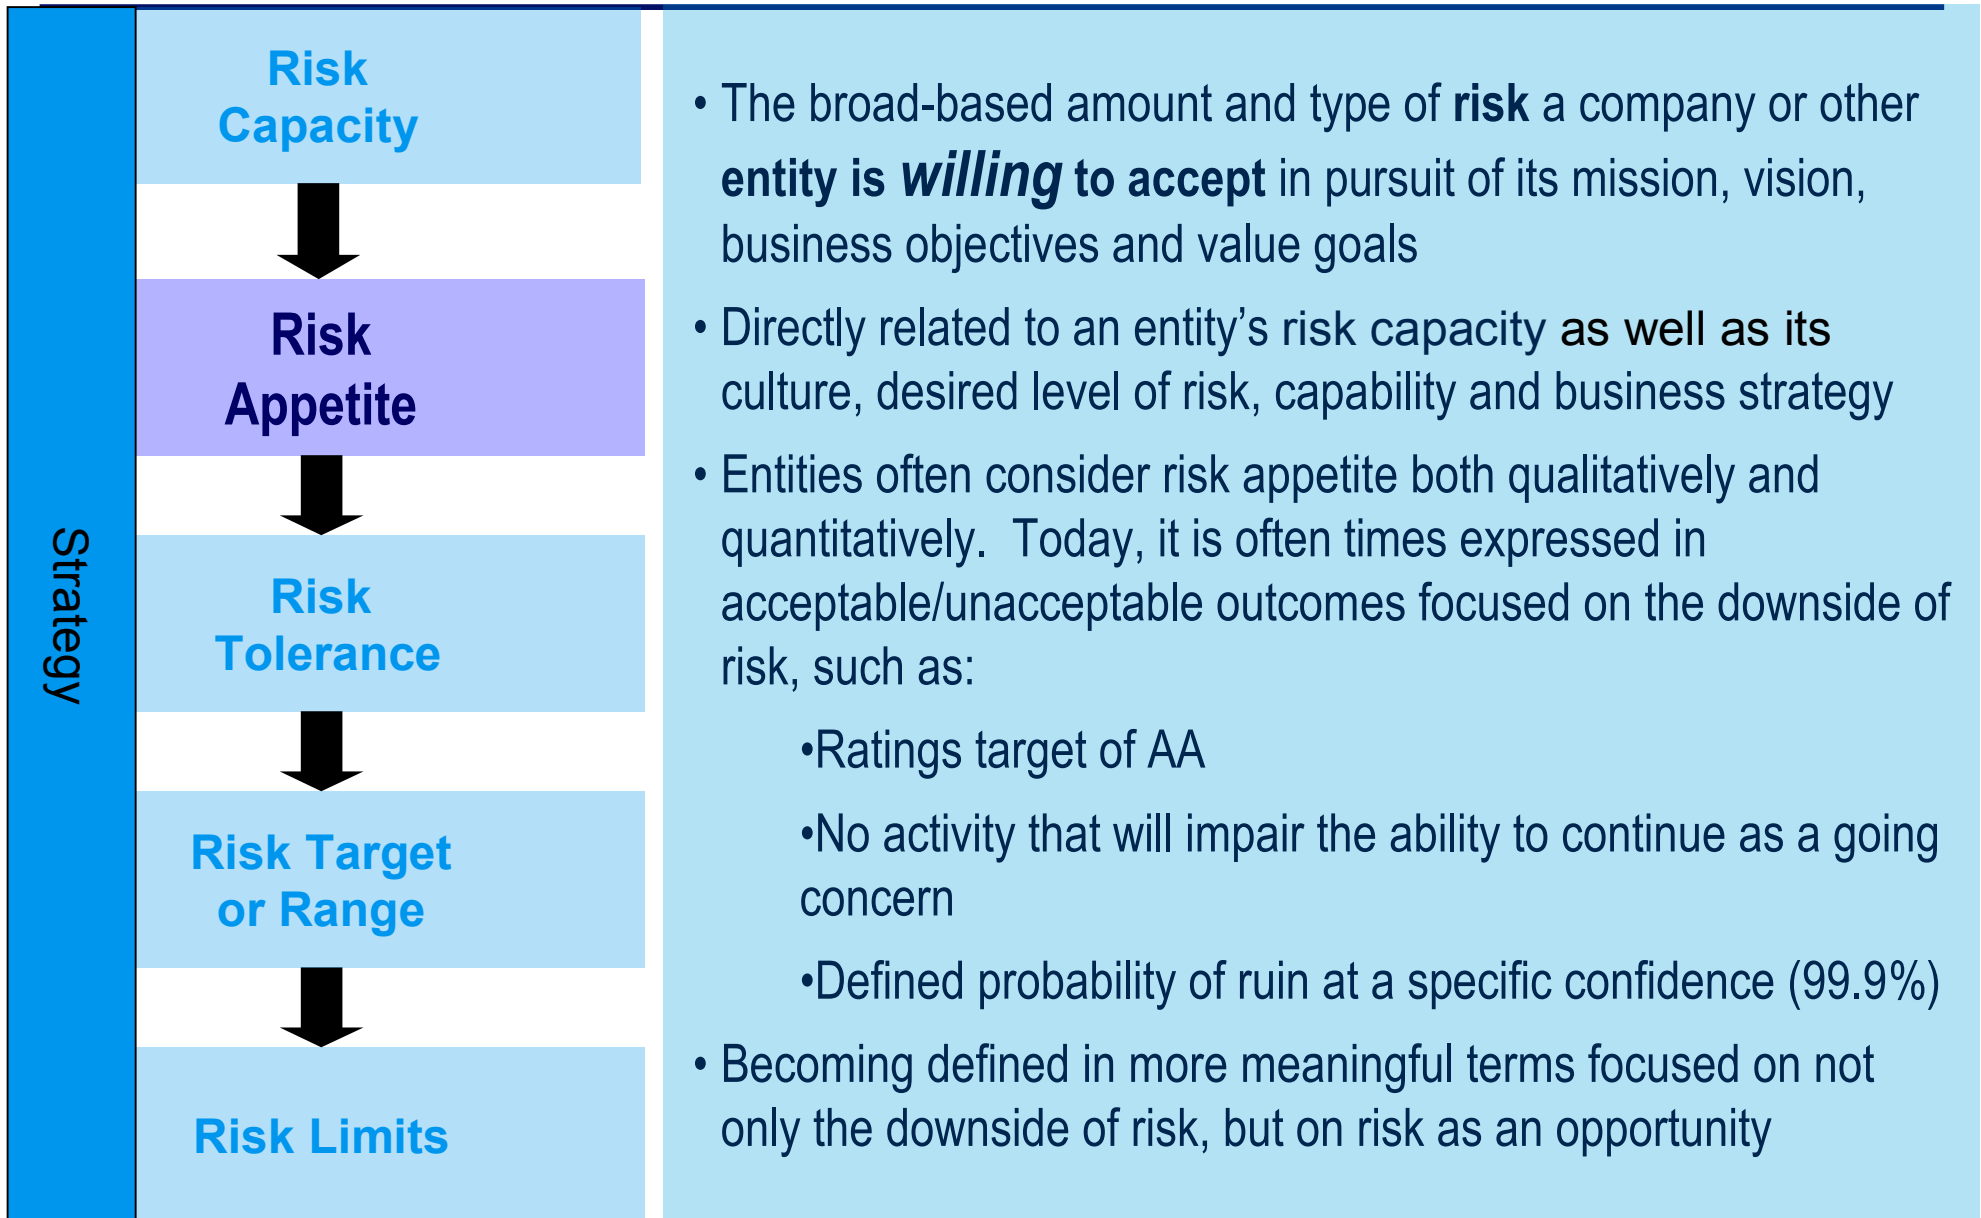 Strategy
Risk
Capacity
Risk
Appetite
Risk
Tolerance
Risk Target
or Range
Risk Limits
• The broad-based amount and type of risk a company or other
entity is willing to accept in pursuit of its mission, vision,
business objectives and value goals
• Directly related to an entity’s risk capacity as well as its
culture, desired level of risk, capability and business strategy
• Entities often consider risk appetite both qualitatively and
quantitatively.  Today, it is often times expressed in
acceptable/unacceptable outcomes focused on the downside of
risk, such as:
•Ratings target of AA
•No activity that will impair the ability to continue as a going
concern
•Defined probability of ruin at a specific confidence (99.9%)
• Becoming defined in more meaningful terms focused on not
only the downside of risk, but on risk as an opportunity